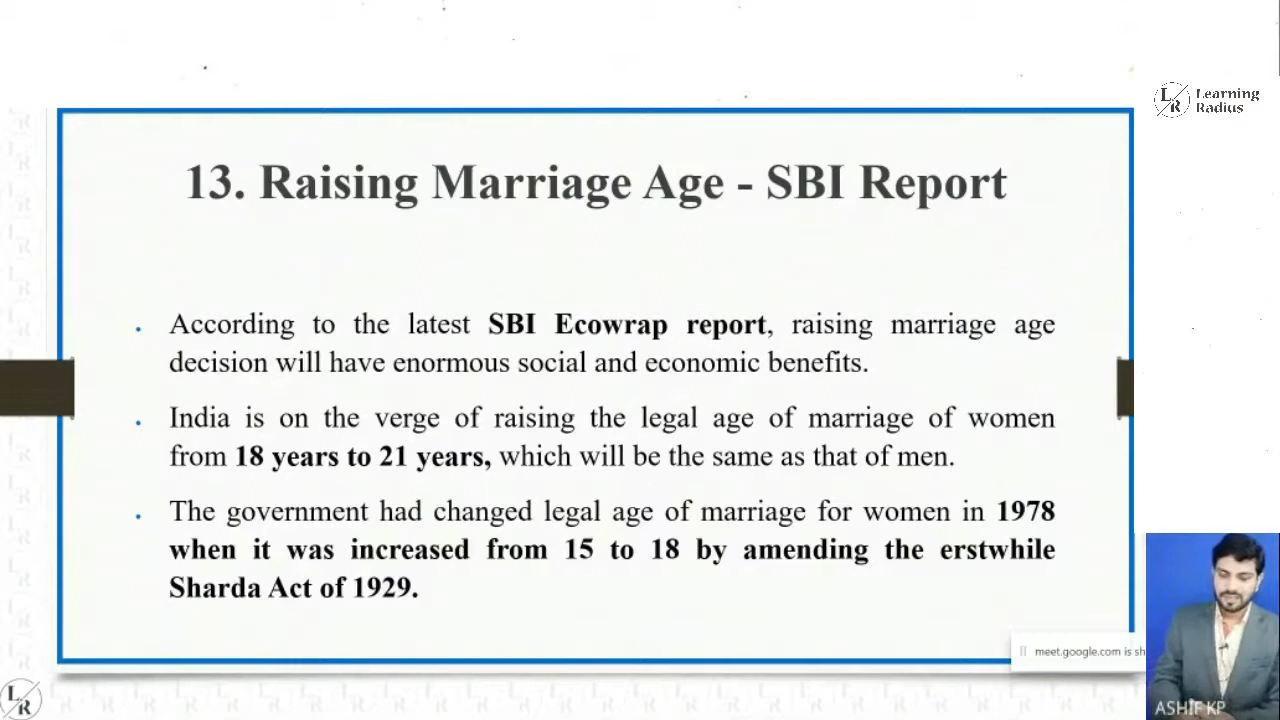 L
R
Learning
Radius
13. Raising Marriage Age - SBI Report
According to the latest SBI Ecowrap report, raising marriage age
decision will have enormous social and economic benefits.
India is on the verge of raising the legal age of marriage of women
from 18 years to 21 years, which will be the same as that of men.
The government had changed legal age of marriage for women in 1978
when it was increased from 15 to 18 by amending the erstwhile
Sharda Act of 1929.
meet.google.com is sh
L
R
ASHIF KP